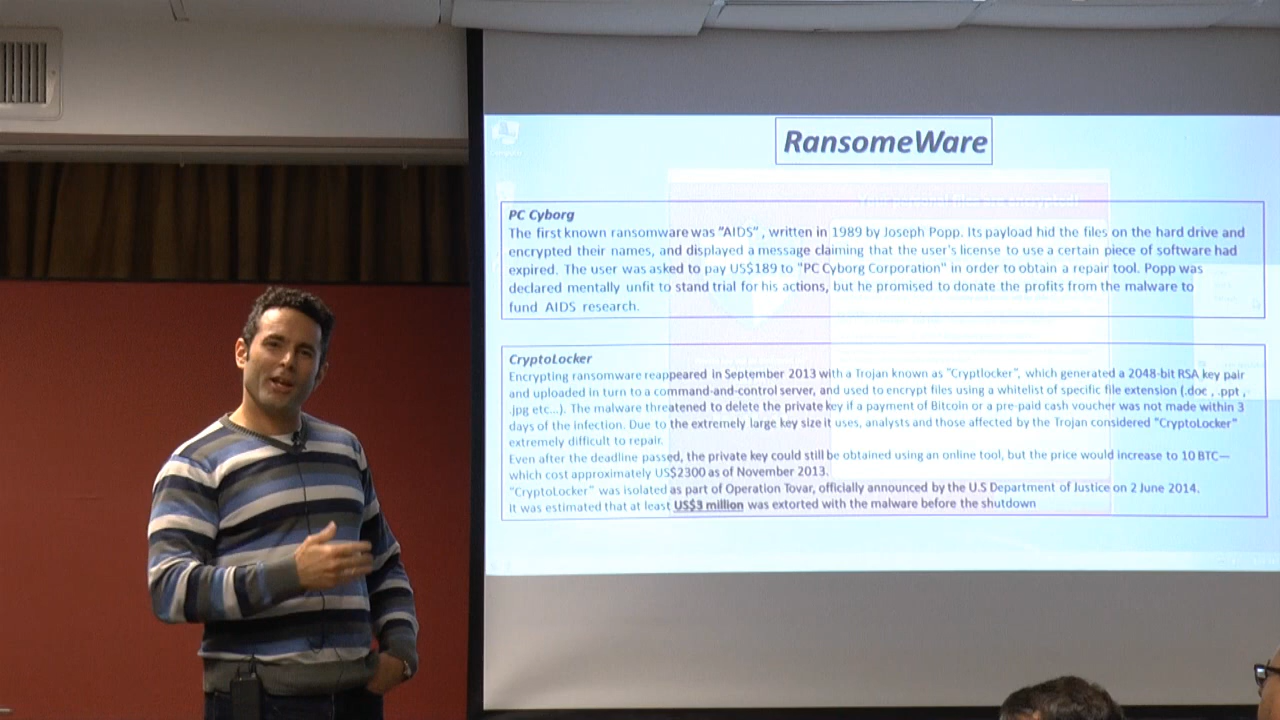 RansomeWare
PC Cyborg
The first known ransomware was "AIDS" , written in 1989 by Joseph Popp. Its payload hid the files on the hard drive and
encrypted their names, and displayed a message claiming that the user's license to use a certain piece of software had
expired. The user was asked to pay US$189 to "PC Cyborg Corporation" in order to obtain a repair tool. Popp was
declared mentally unfit to stand trial for his actions, but he promised to donate the profits from the malware to
fund AIDS research.
CryptoLocker
Encrypting ransomware reappeared in September 2013 with a Trojan known as "Cryptlocker", which generated a 2048-bit RSA key pair
and uploaded in turn to a command-and-control server, and used to encrypt files using a whitelist of specific file extension (.doc , .ppt ,
.jpg etc...). The malware threatened to delete the private key if a payment of Bitcoin or a pre-paid cash voucher was not made within 3
days of the infection. Due to the extremely large key size it uses, analysts and those affected by the Trojan considered "CryptoLocker"
extremely difficult to repair.
Even after the deadline passed, the private key could still be obtained using an online tool, but the price would increase to 10 BTC—
which cost approximately US$2300 as of November 2013.
"CryptoLocker" was isolated as part of Operation Tovar, officially announced by the U.S Department of Justice on 2 June 2014.
It was estimated that at least US$3 million was extorted with the malware before the shutdown
Your personal files are encrypted!